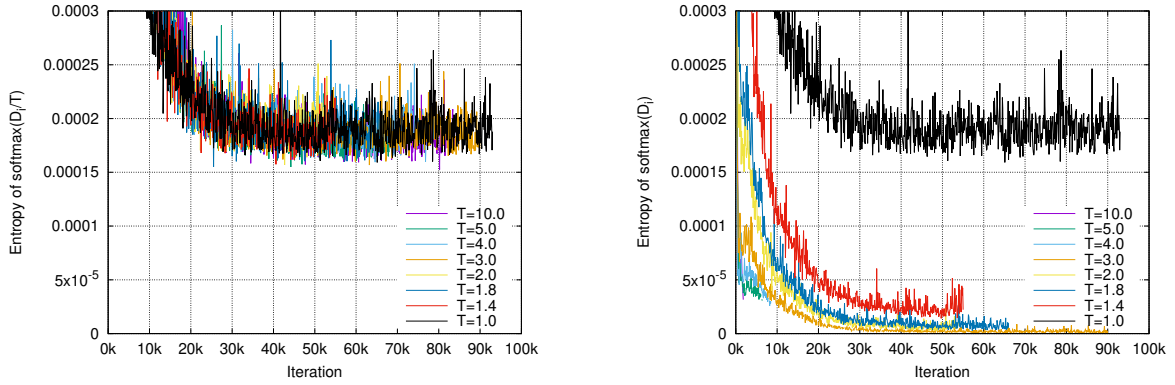 0.0003
0.00025
0.0002
0.00015
0.0001
5x10⁻⁵
0
Entropy of softmax(Dᵢ/T)
T=10.0
T=5.0
T=4.0
T=3.0
T=2.0
T=1.8
T=1.4
T=1.0
0k 10k 20k 30k 40k 50k 60k 70k 80k 90k 100k
Iteration
0.0003
0.00025
0.0002
0.00015
0.0001
5x10⁻⁵
0
Entropy of softmax(Dᵢ)
T=10.0
T=5.0
T=4.0
T=3.0
T=2.0
T=1.8
T=1.4
T=1.0
0k 10k 20k 30k 40k 50k 60k 70k 80k 90k 100k
Iteration